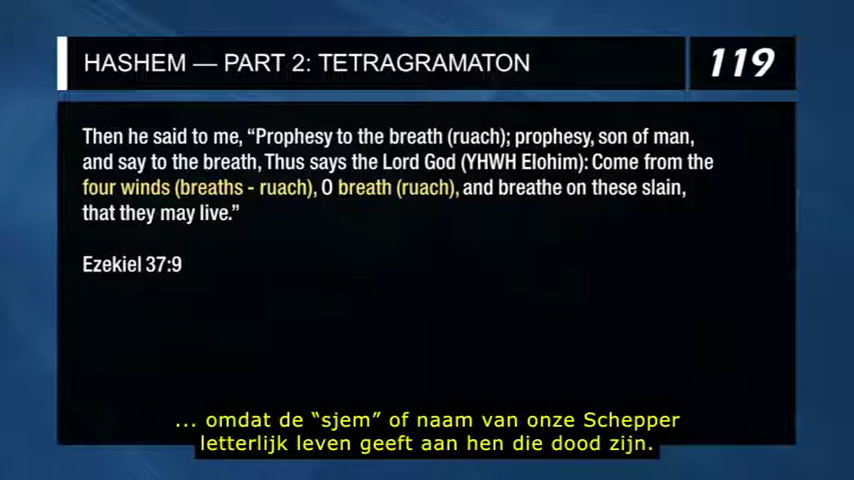 HASHEM — PART 2: TETRAGRAMATON
119
Then he said to me, “Prophesy to the breath (ruach); prophesy, son of man,
and say to the breath, Thus says the Lord God (YHWH Elohim): Come from the
four winds (breaths - ruach), O breath (ruach), and breathe on these slain,
that they may live.”
Ezekiel 37:9
... omdat de “sjem” of naam van onze Schepper
letterlijk leven geeft aan hen die dood zijn.